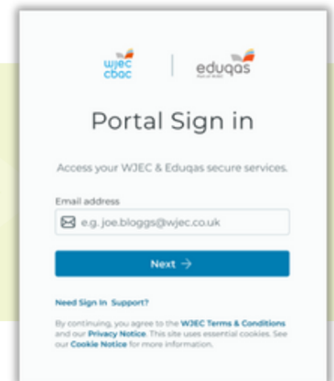 wjec
cbac
eduqas
Portal Sign in
Access your WJEC & Eduqas secure services.
Email address
e.g. joe.bloggs@wjec.co.uk
Next →
Need Sign In Support?
By continuing, you agree to the WJEC Terms & Conditions
and our Privacy Notice. This site uses essential cookies. See
our Cookie Notice for more information.